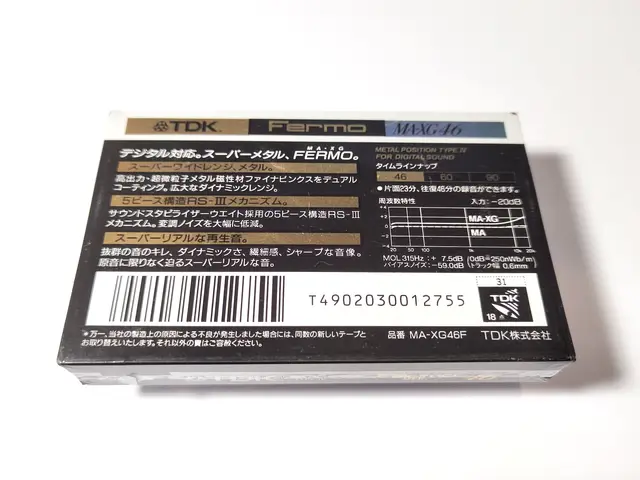 TDK Fermo MA-XG 46
MA-XG
デジタル対応。スーパーメタル、FERMO。
スーパーワイドレンジ、メタル。
高出力・超微粒子メタル磁性材ファイナビンクスをデュアル
コーティング。広大なダイナミックレンジ。
5ピース構造RS-IIIメカニズム。
サウンドスタビライザーウエイト採用の5ピース構造RS-III
メカニズム。変調ノイズを大幅に低減。
スーパーリアルな再生音。
抜群の音のキレ、ダイナミックさ、繊細感、シャープな音像。
原音に限りなく迫るスーパーリアルな音。
METAL POSITION TYPE IV
FOR DIGITAL SOUND
タイムラインナップ
46 60 90
●片面23分、往復46分の録音ができます。
周波数特性 入力:-20dB
MA-XG
MA
20 50 100 10k 20k
MOL 315Hz:+ 7.5dB (0dB=250nWb/m)
バイアスノイズ:-59.0dB (トラック幅 0.6mm)
T4902030012755
31
TDK
18 点
*万一、当社の製造上の原因による不良が発生しました場合には、同数の新しいテープと
お取り替えいたします。それ以外の責はご容赦ください。
品番 MA-XG46F TDK株式会社
TDK